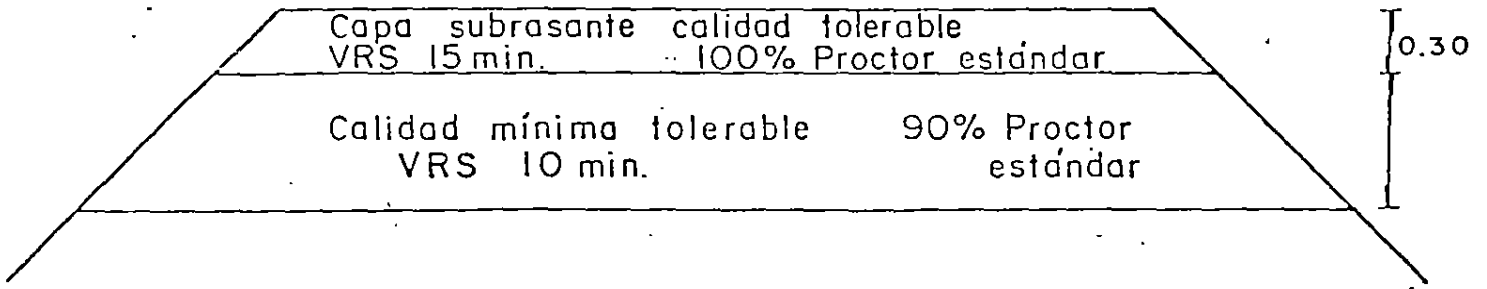 Capa subrasante calidad tolerable
VRS 15 min. 100% Proctor estándar
0.30
Calidad mínima tolerable 90% Proctor
VRS 10 min. estándar